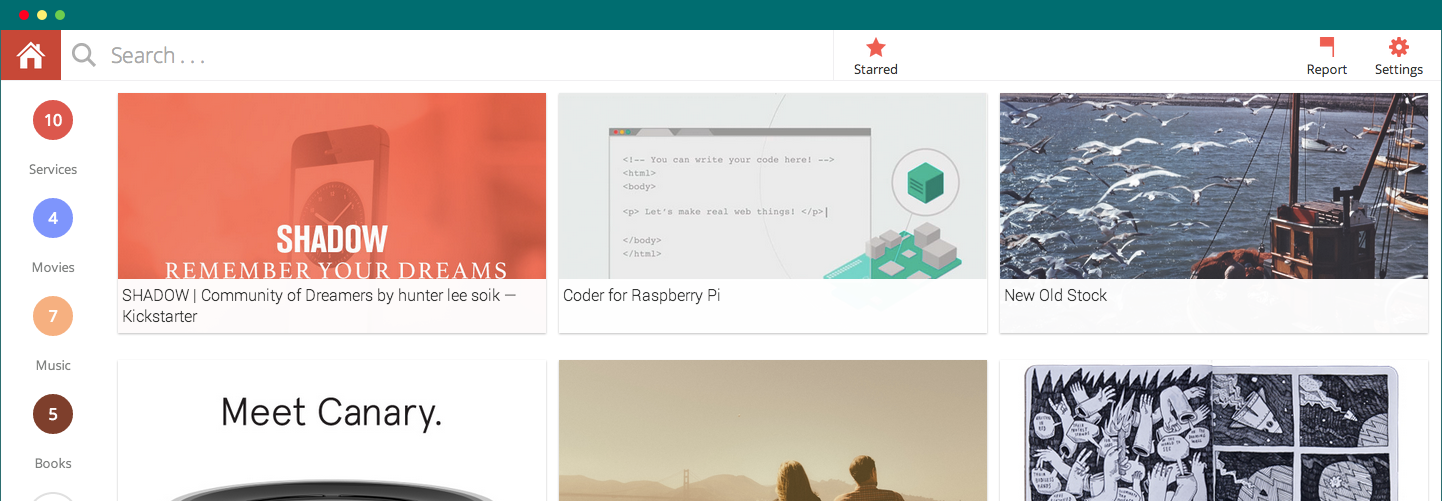 Search . . .
Starred
Report
Settings
10
Services
4
Movies
7
Music
5
Books
SHADOW
REMEMBER YOUR DREAMS
SHADOW | Community of Dreamers by hunter lee soik —
Kickstarter
<!-- You can write your code here! -->
<html>
<body>
<p> Let's make real web things! </p>
</body>
</html>
Coder for Raspberry Pi
New Old Stock
Meet Canary.